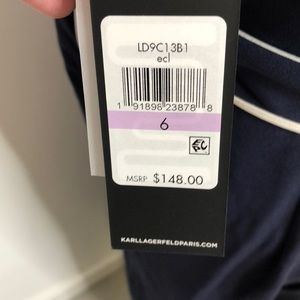 LD9C13B1
ecl
1 91896 23878 8
6
MSRP $148.00
KARLLAGERFELDPARIS.COM